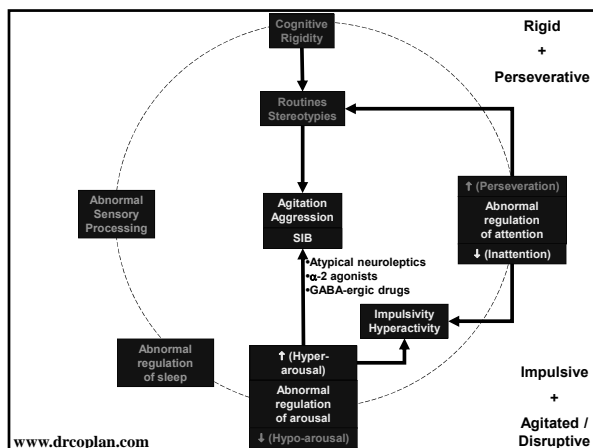 Cognitive
Rigidity
Rigid
+
Perseverative
Routines
Stereotypies
↑ (Perseveration)
Abnormal
regulation
of attention
↓ (Inattention)
Abnormal
Sensory
Processing
Agitation
Aggression
SIB
•Atypical neuroleptics
•α-2 agonists
•GABA-ergic drugs
Impulsivity
Hyperactivity
Abnormal
regulation
of sleep
↑ (Hyper-
arousal)
Abnormal
regulation
of arousal
↓ (Hypo-arousal)
Impulsive
+
Agitated /
Disruptive
www.drcoplan.com